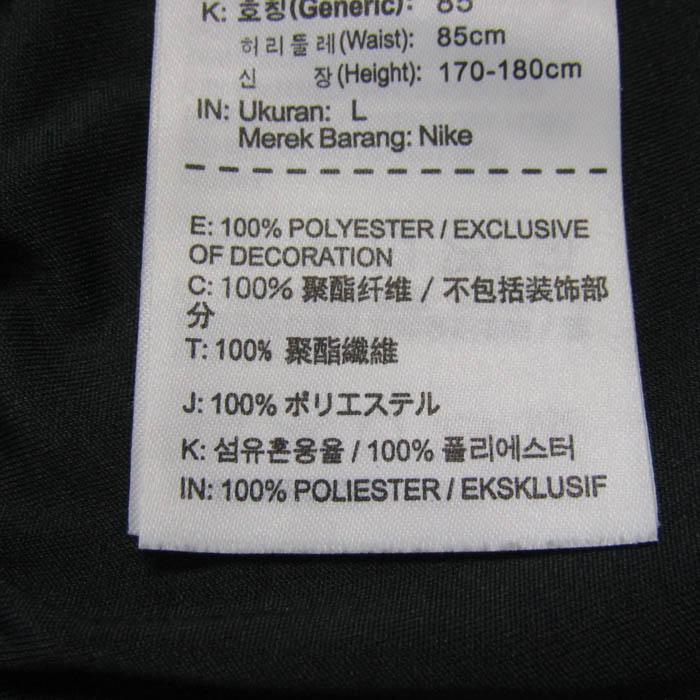 K: 호칭(Generic): 85
허리둘레(Waist): 85cm
신 장(Height): 170-180cm
IN: Ukuran: L
Merek Barang: Nike
E: 100% POLYESTER / EXCLUSIVE
OF DECORATION
C: 100% 聚酯纤维 / 不包括装饰部
分
T: 100% 聚酯纖維
J: 100% ポリエステル
K: 섬유혼용율 / 100% 폴리에스터
IN: 100% POLIESTER / EKSKLUSIF